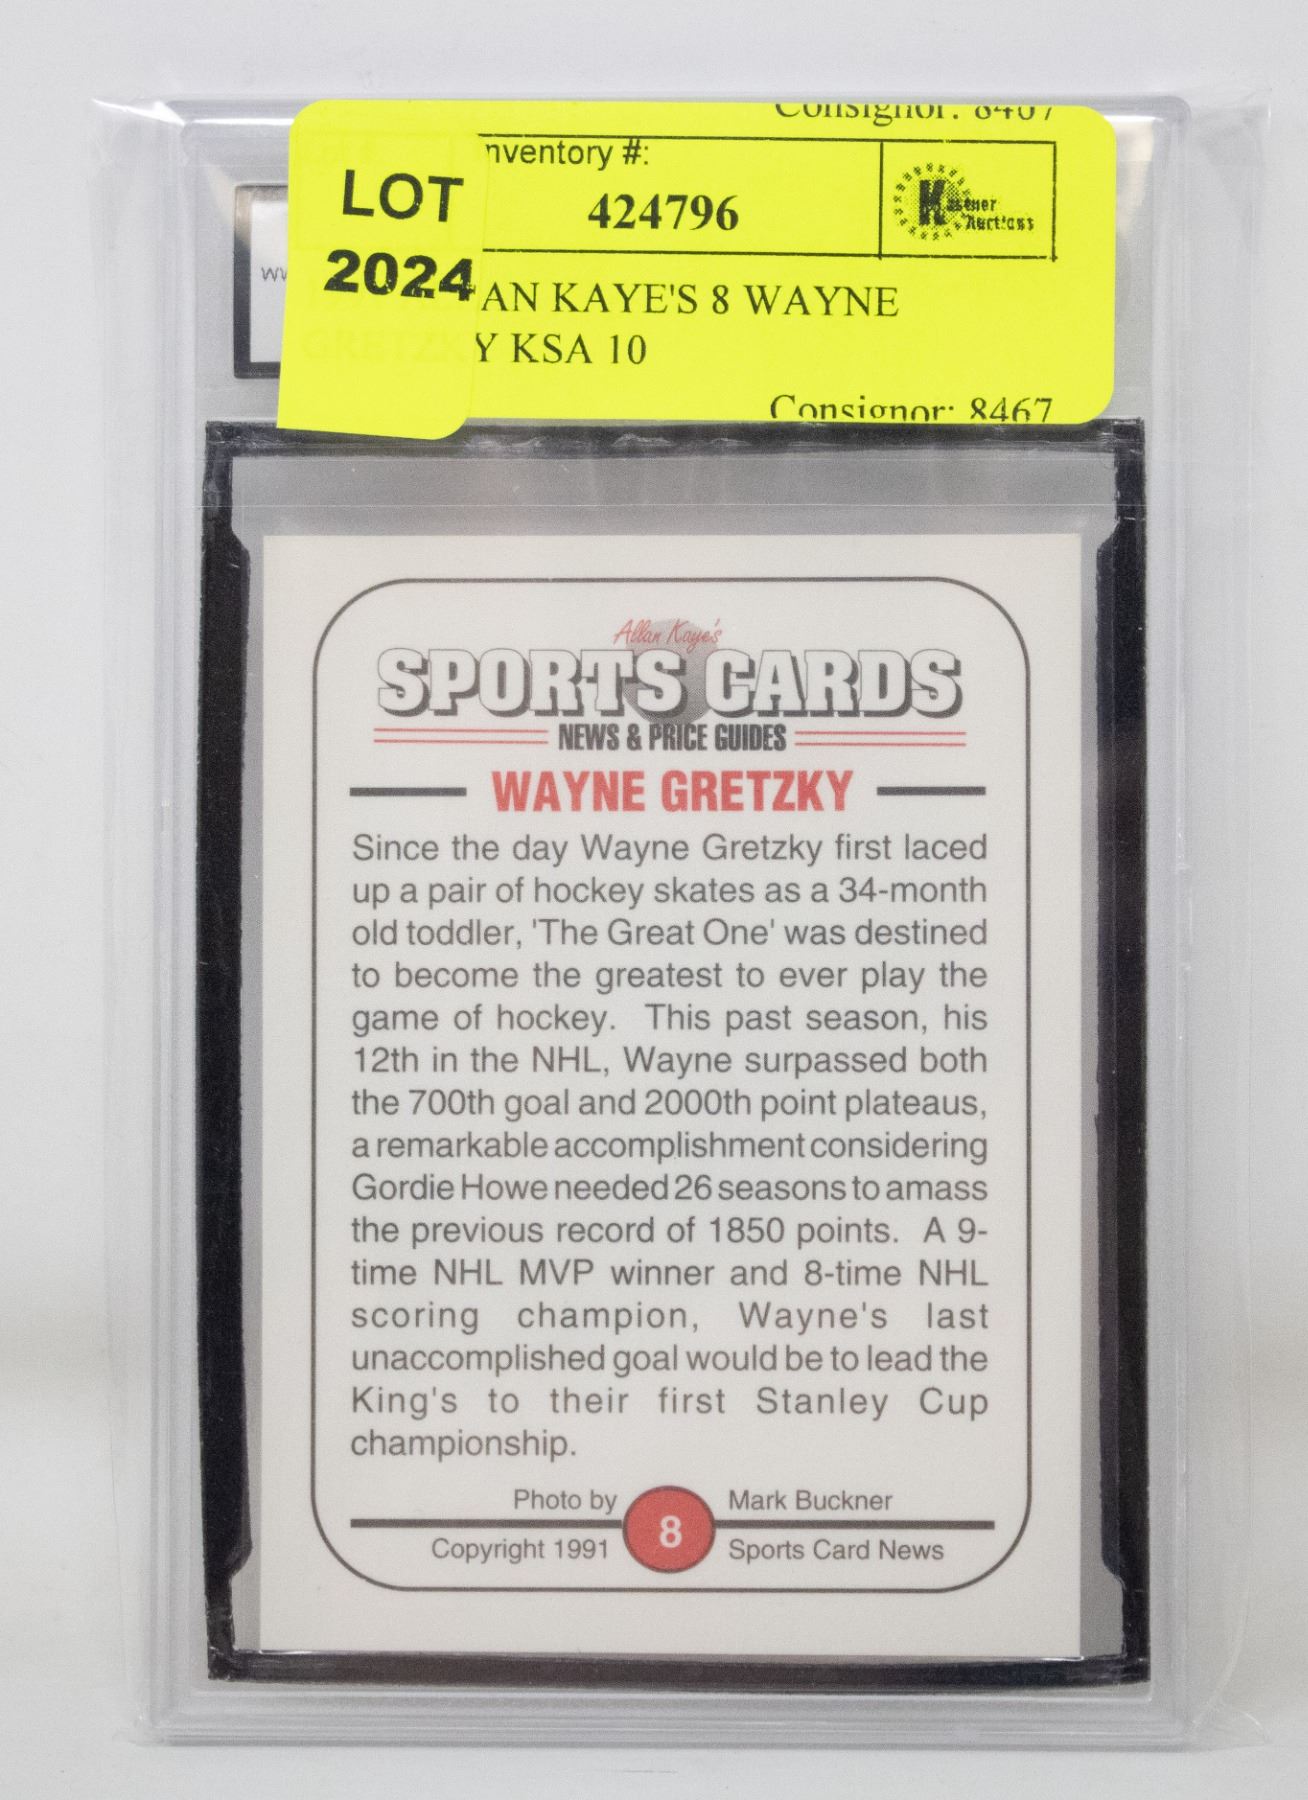 Consignor: 8467
LOT
2024
nventory #:
424796
Kastner
Auctions
AN KAYE'S 8 WAYNE
GRETZKY KSA 10
Consignor: 8467
Allan Kaye's
SPORTS CARDS
NEWS & PRICE GUIDES
WAYNE GRETZKY
Since the day Wayne Gretzky first laced
up a pair of hockey skates as a 34-month
old toddler, 'The Great One' was destined
to become the greatest to ever play the
game of hockey. This past season, his
12th in the NHL, Wayne surpassed both
the 700th goal and 2000th point plateaus,
a remarkable accomplishment considering
Gordie Howe needed 26 seasons to amass
the previous record of 1850 points. A 9-
time NHL MVP winner and 8-time NHL
scoring champion, Wayne's last
unaccomplished goal would be to lead the
King's to their first Stanley Cup
championship.
Photo by Mark Buckner
8
Copyright 1991 Sports Card News